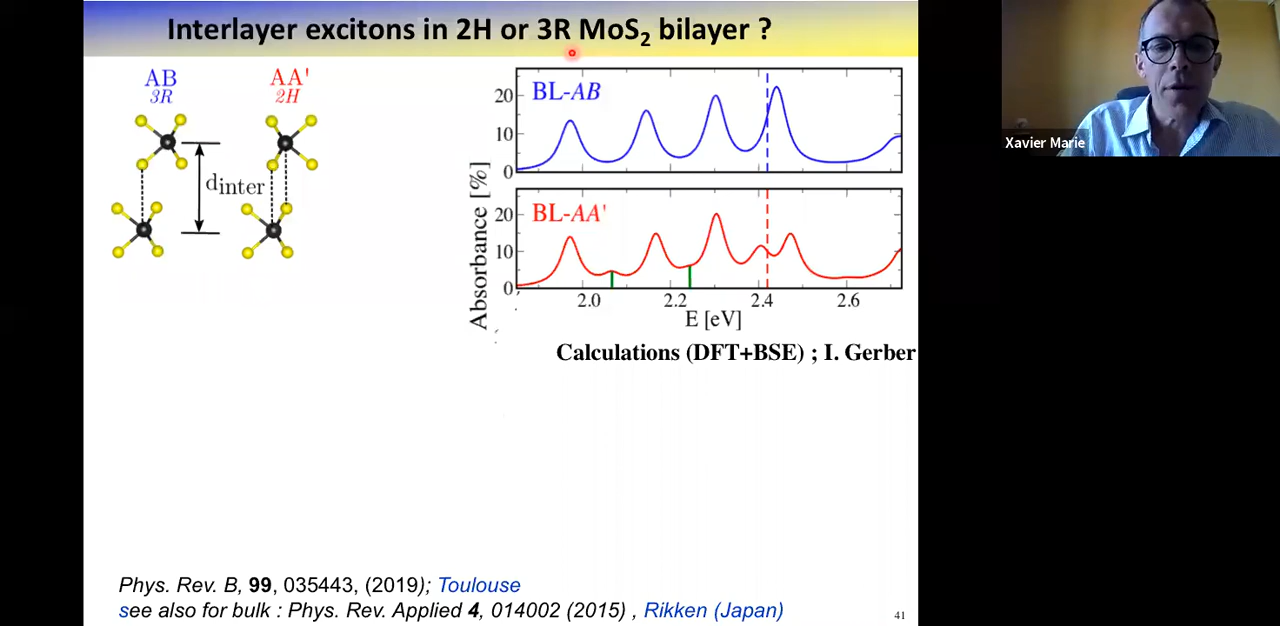 Interlayer excitons in 2H or 3R MoS2 bilayer ?
AB
3R
AA'
2H
dinter
BL-AB
20
10
0
BL-AA'
20
10
0
2.0 2.2 2.4 2.6
E [eV]
Absorbance [%]
Calculations (DFT+BSE) ; I. Gerber
Phys. Rev. B, 99, 035443, (2019); Toulouse
see also for bulk : Phys. Rev. Applied 4, 014002 (2015) , Rikken (Japan)
41
Xavier Marie